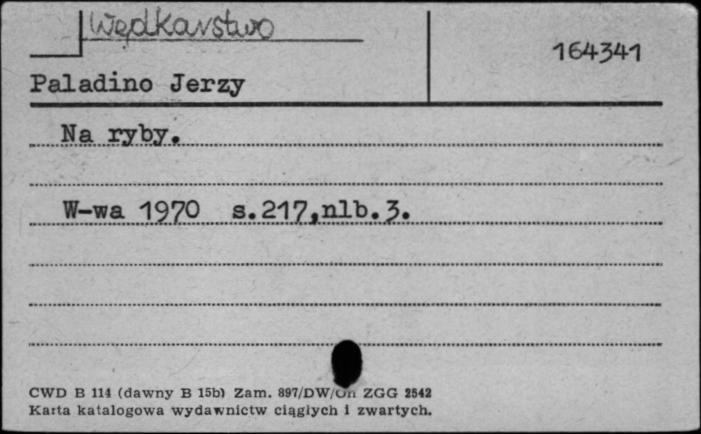 Wędkarstwo
164341
Paladino Jerzy
Na ryby.
W-wa 1970 s.217,nlb.3.
CWD B 114 (dawny B 15b) Zam. 897/DW/Un ZGG 2542
Karta katalogowa wydawnictw ciągłych i zwartych.